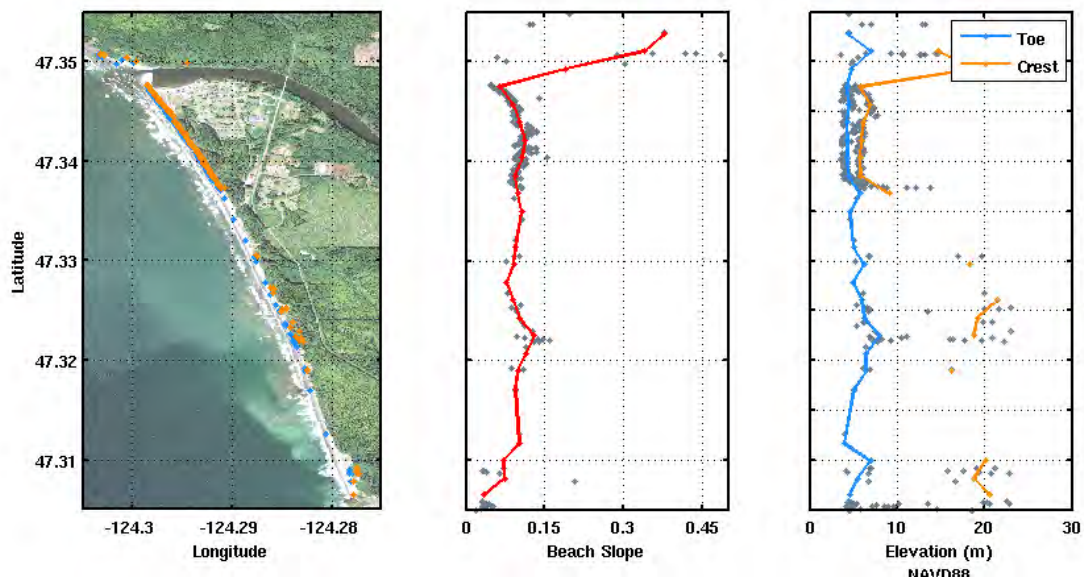 47.35
47.34
47.33
47.32
47.31
Latitude
-124.3 -124.29 -124.28
Longitude
0 0.15 0.3 0.45
Beach Slope
Toe
Crest
0 10 20 30
Elevation (m)
NAVD88